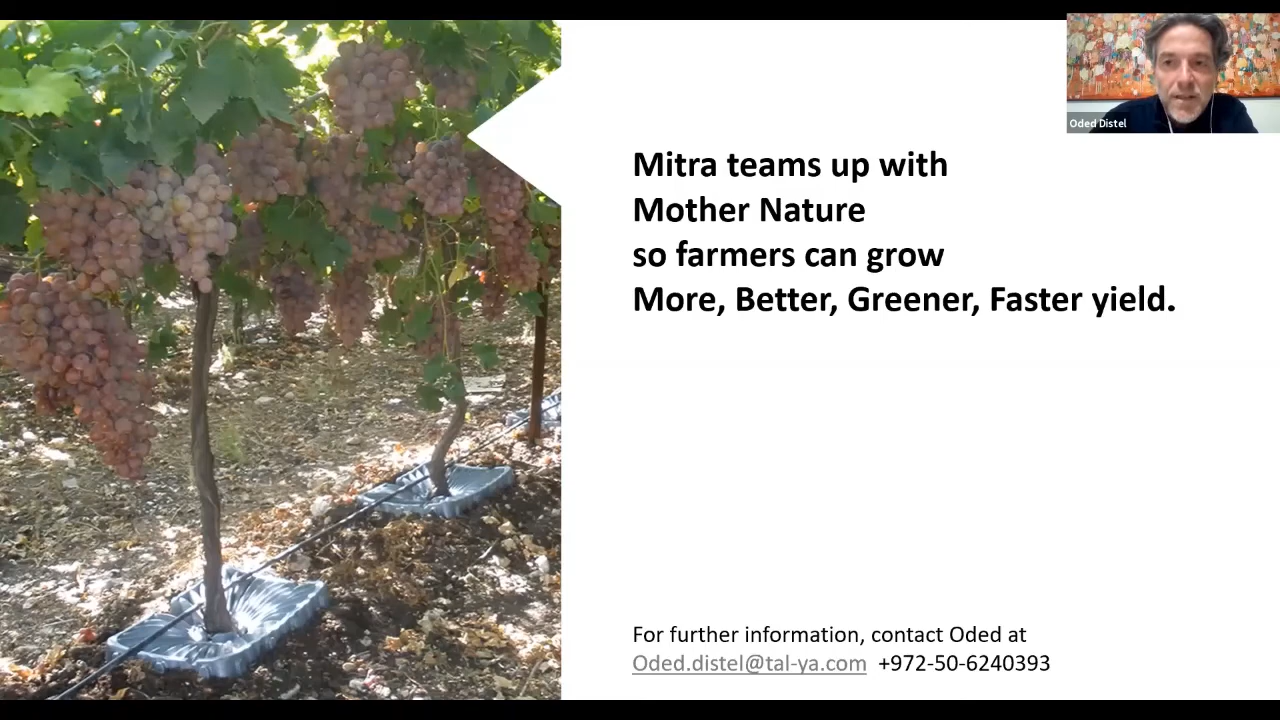 Oded Distel
Mitra teams up with
Mother Nature
so farmers can grow
More, Better, Greener, Faster yield.
For further information, contact Oded at
Oded.distel@tal-ya.com +972-50-6240393